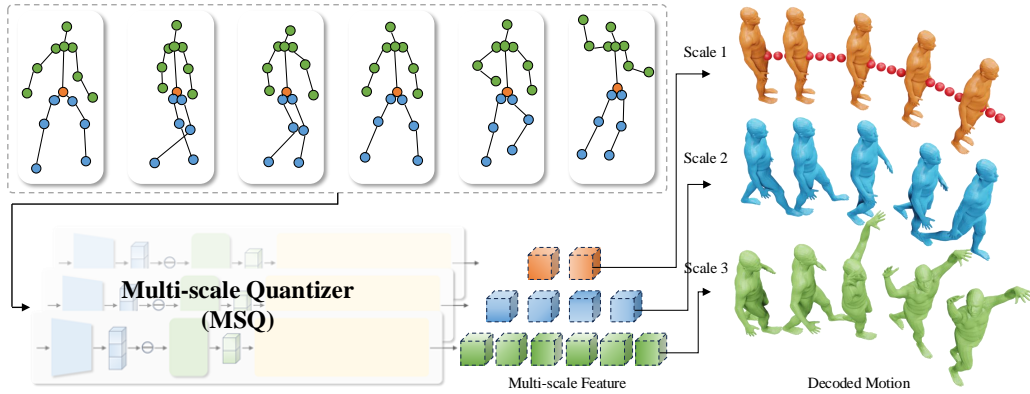 Scale 1
Scale 2
Scale 3
Multi-scale Quantizer
(MSQ)
Multi-scale Feature
Decoded Motion